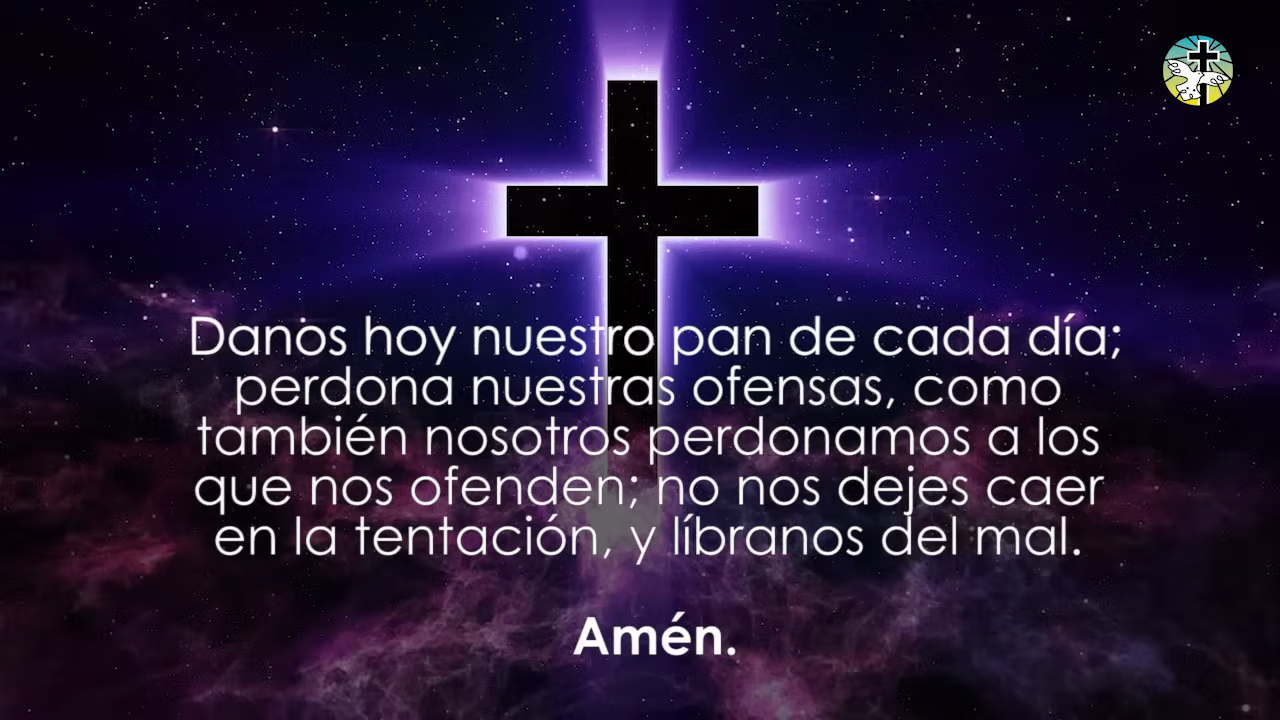 Danos hoy nuestro pan de cada día;
perdona nuestras ofensas, como
también nosotros perdonamos a los
que nos ofenden; no nos dejes caer
en la tentación, y líbranos del mal.
Amén.